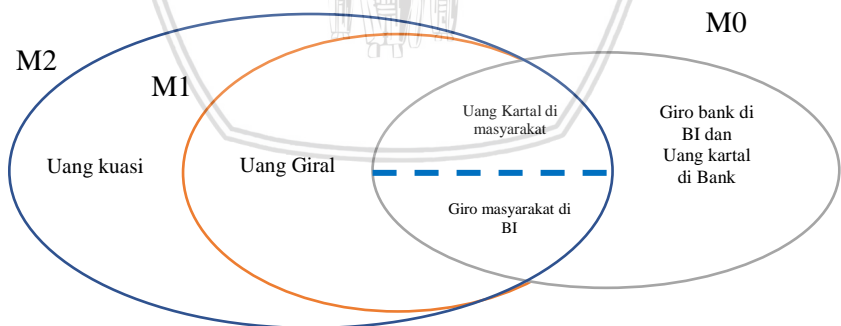 M0
M2
M1
Uang Kartal di
masyarakat
Giro bank di
BI dan
Uang kartal
di Bank
Uang kuasi
Uang Giral
Giro masyarakat di
BI